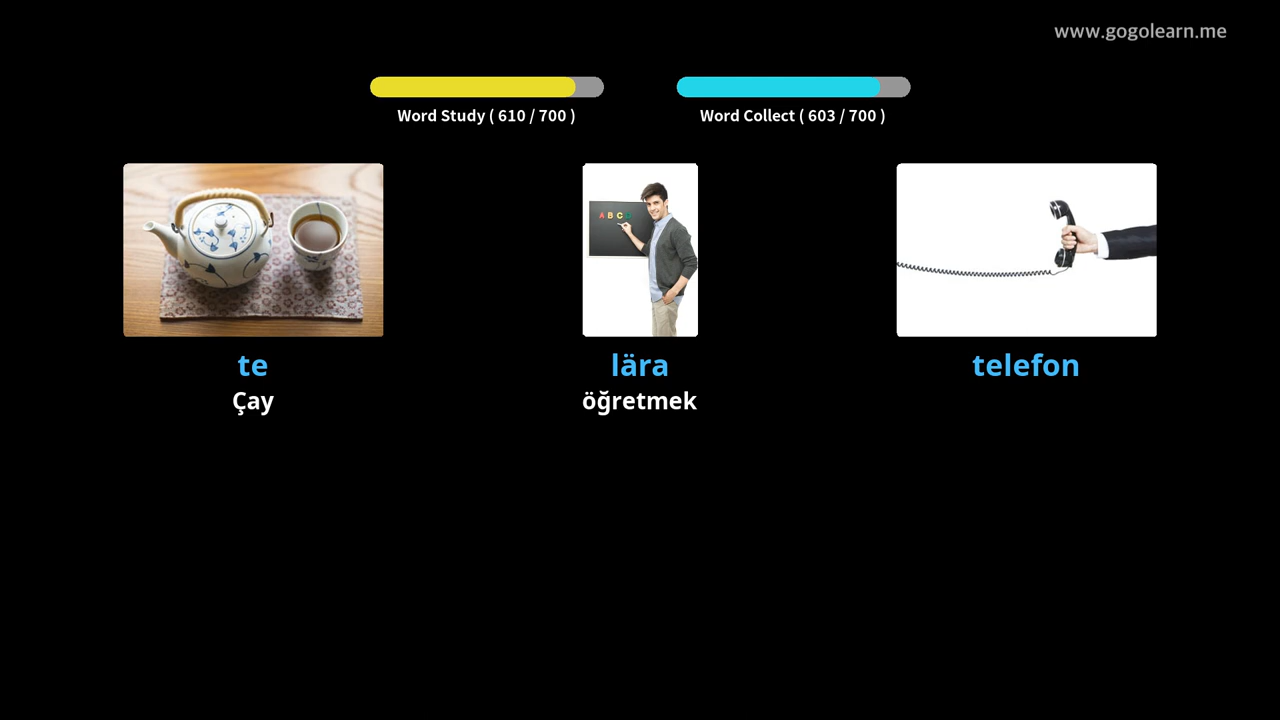 www.gogolearn.me
Word Study ( 610 / 700 )
Word Collect ( 603 / 700 )
A B C
te
lära
telefon
Çay
öğretmek